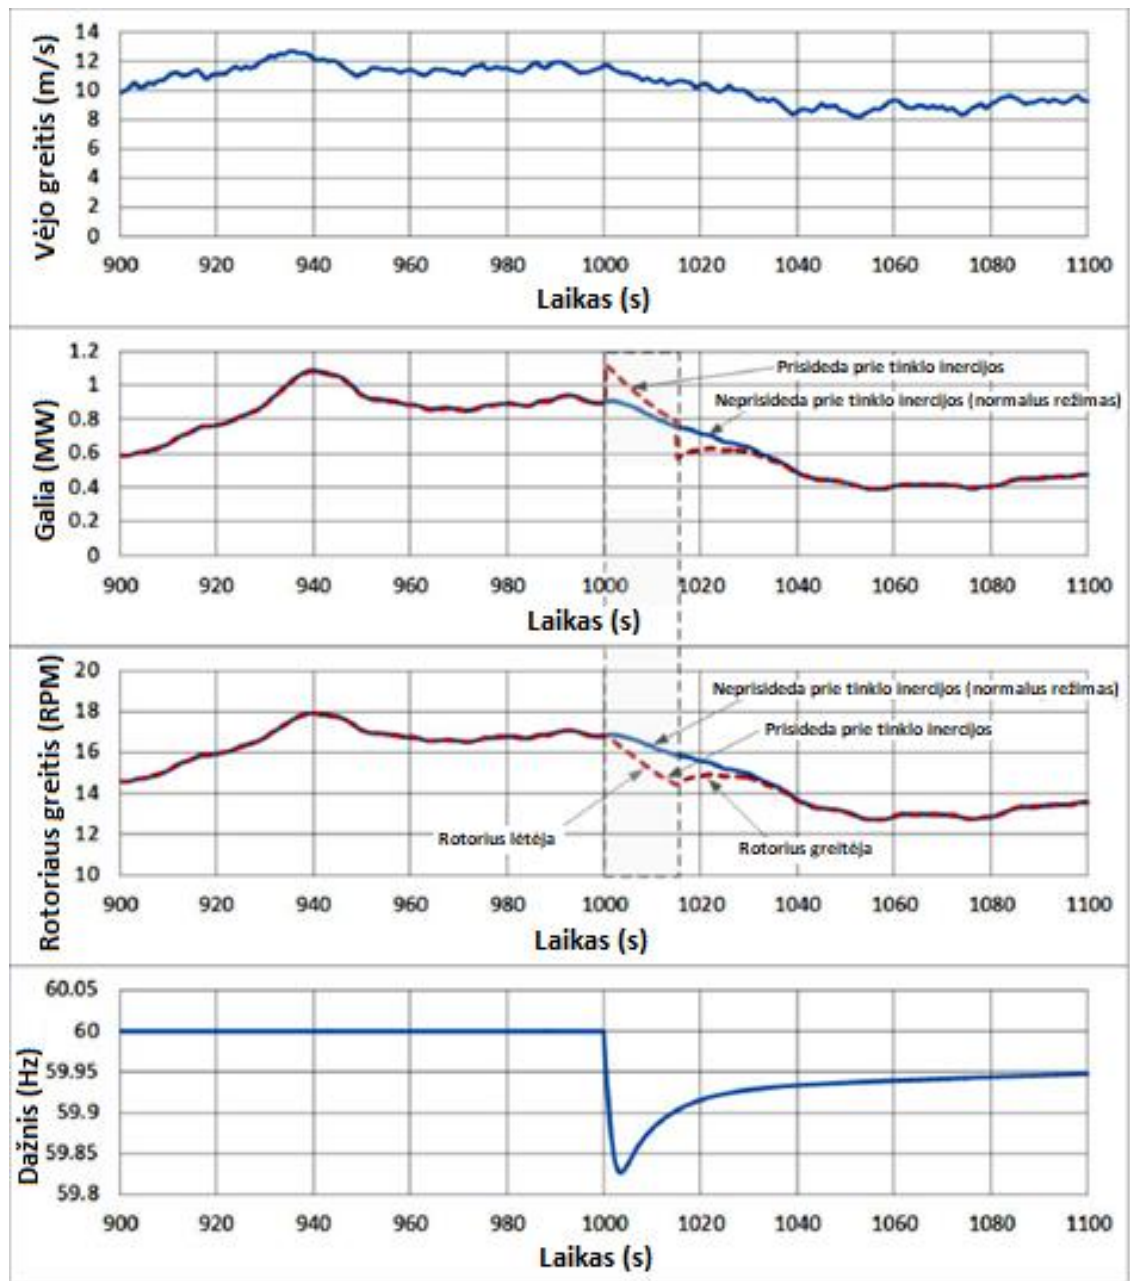 Vėjo greitis (m/s)
14
12
10
8
6
4
2
0
900 920 940 960 980 1000 1020 1040 1060 1080 1100
Laikas (s)
Galia (MW)
1.2
1
0.8
0.6
0.4
0.2
0
Prisideda prie tinklo inercijos
Neprisideda prie tinklo inercijos (normalus režimas)
900 920 940 960 980 1000 1020 1040 1060 1080 1100
Laikas (s)
Rotoriaus greitis (RPM)
20
18
16
14
12
10
Neprisideda prie tinklo inercijos (normalus režimas)
Prisideda prie tinklo inercijos
Rotorius lėtėja
Rotorius greitėja
900 920 940 960 980 1000 1020 1040 1060 1080 1100
Laikas (s)
Dažnis (Hz)
60.05
60
59.95
59.9
59.85
59.8
900 920 940 960 980 1000 1020 1040 1060 1080 1100
Laikas (s)